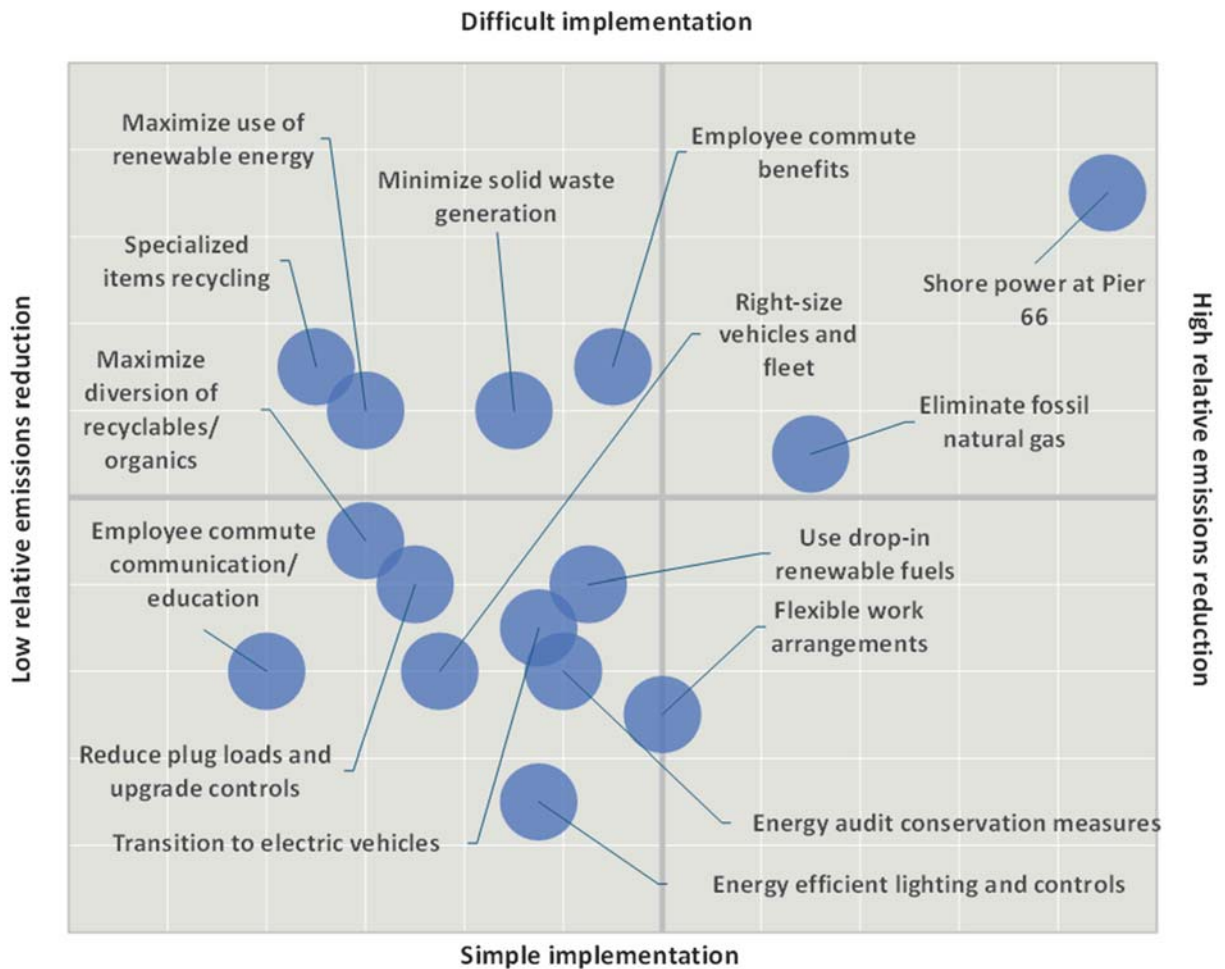 Difficult implementation
Maximize use of
renewable energy
Employee commute
benefits
Minimize solid waste
generation
Specialized
items recycling
Shore power at Pier
66
Right-size
vehicles and
fleet
Maximize
diversion of
recyclables/
organics
Eliminate fossil
natural gas
Low relative emissions reduction
High relative emissions reduction
Employee commute
communication/
education
Use drop-in
renewable fuels
Flexible work
arrangements
Reduce plug loads and
upgrade controls
Energy audit conservation measures
Transition to electric vehicles
Energy efficient lighting and controls
Simple implementation